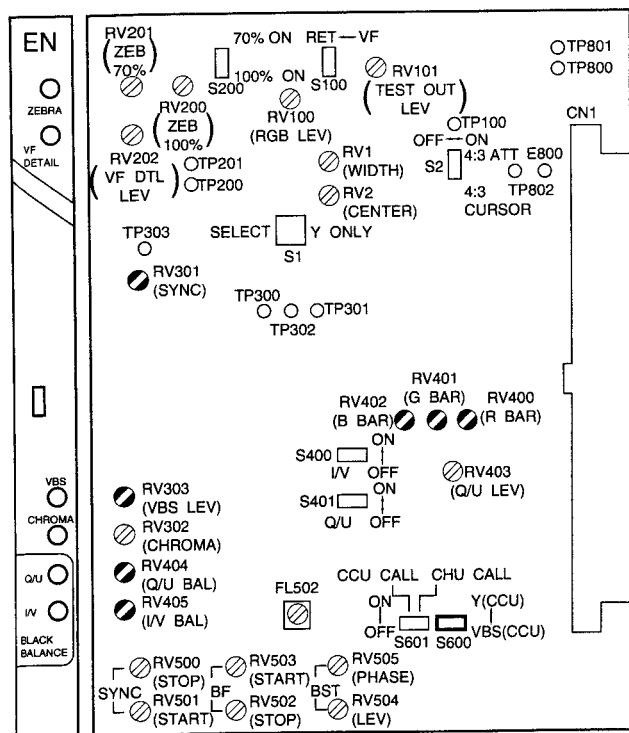 EN
ZEBRA
VF
DETAIL
VBS
CHROMA
Q/U
I/V
BLACK
BALANCE
RV201
(ZEB
70%)
70% ON
S200
100% ON
RET—VF
S100
RV101
(TEST OUT
LEV)
TP801
TP800
RV200
(ZEB
100%)
RV100
(RGB LEV)
TP100
CN1
RV202
(VF DTL
LEV)
TP201
TP200
RV1
(WIDTH)
RV2
(CENTER)
OFF ON
S2
4:3 ATT
E800
TP802
4:3
CURSOR
TP303
SELECT
Y ONLY
S1
RV301
(SYNC)
TP300
TP302
TP301
RV402
(B BAR)
RV401
(G BAR)
RV400
(R BAR)
S400
I/V
ON
OFF
S401
Q/U
ON
OFF
RV403
(Q/U LEV)
RV303
(VBS LEV)
RV302
(CHROMA)
RV404
(Q/U BAL)
RV405
(I/V BAL)
FL502
CCU CALL
CHU CALL
ON
OFF
S601
S600
Y(CCU)
VBS(CCU)
SYNC
RV500
(STOP)
RV501
(START)
BF
RV503
(START)
RV502
(STOP)
BST
RV505
(PHASE)
RV504
(LEV)